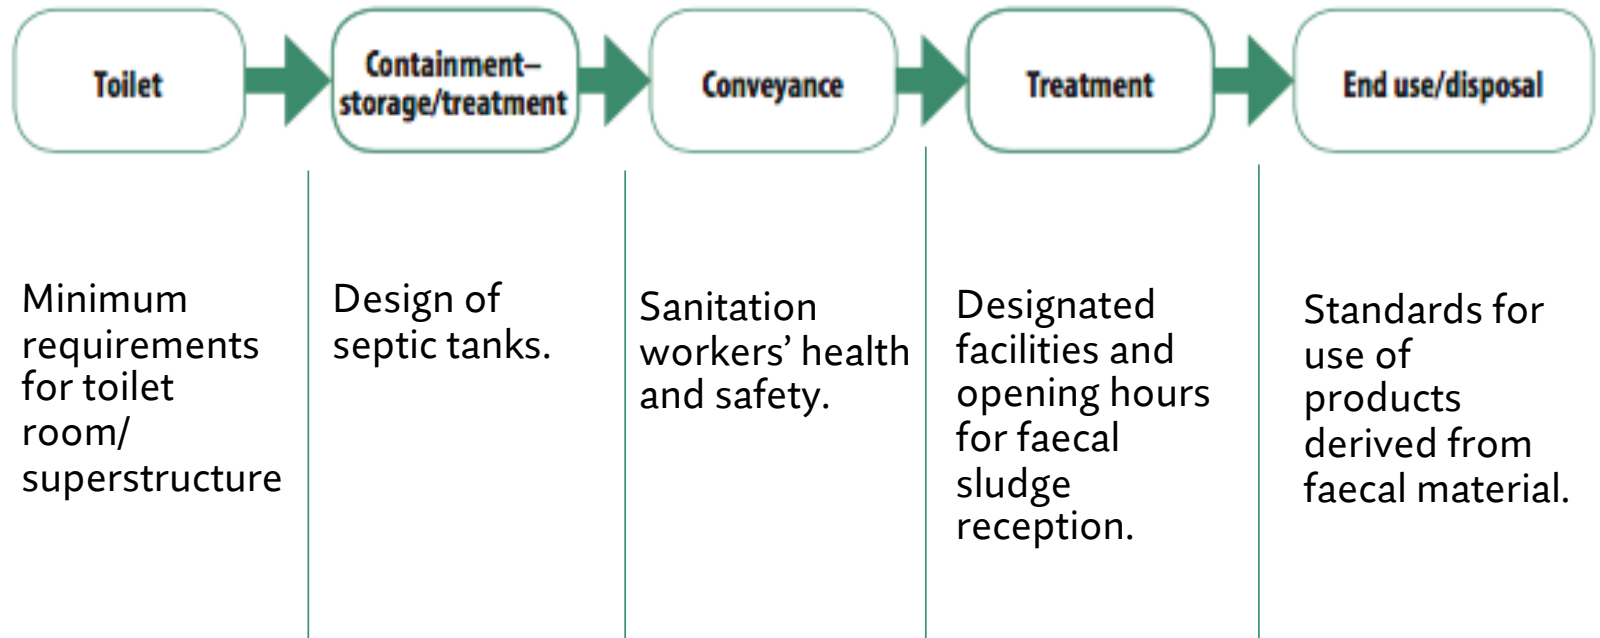 Toilet
Containment–
storage/treatment
Conveyance
Treatment
End use/disposal
Minimum
requirements
for toilet
room/
superstructure
Design of
septic tanks.
Sanitation
workers’ health
and safety.
Designated
facilities and
opening hours
for faecal
sludge
reception.
Standards for
use of
products
derived from
faecal material.